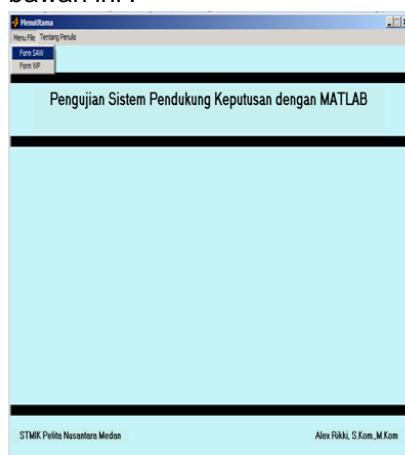 bawah ini :
MenuUtama
Menu File Tentang Penulis
Form SAW
Form WP
Pengujian Sistem Pendukung Keputusan dengan MATLAB
STMIK Pelita Nusantara Medan
Alex Rikki, S.Kom.,M.Kom